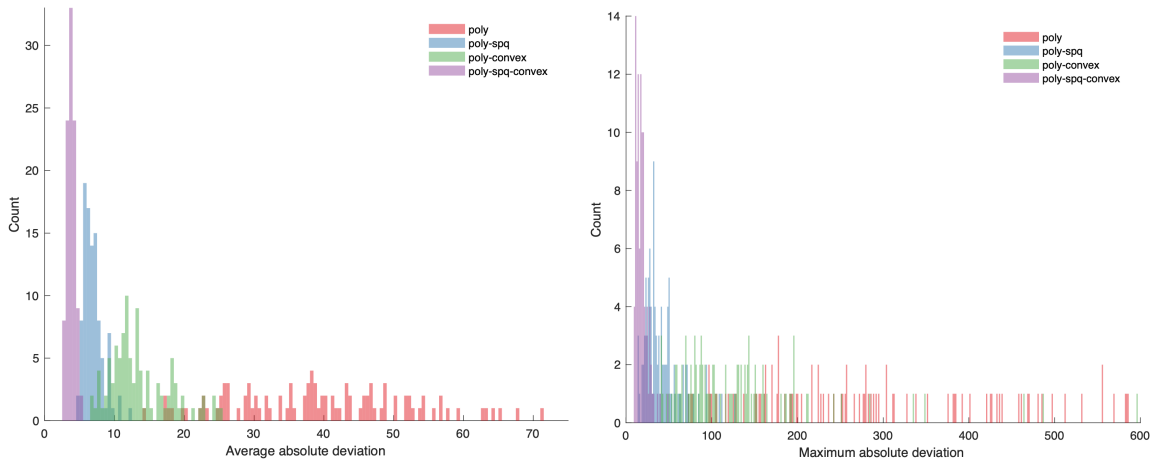 poly
poly-spq
poly-convex
poly-spq-convex
30
25
20
15
10
5
0
Count
0 10 20 30 40 50 60 70
Average absolute deviation
poly
poly-spq
poly-convex
poly-spq-convex
14
12
10
8
6
4
2
0
Count
0 100 200 300 400 500 600
Maximum absolute deviation